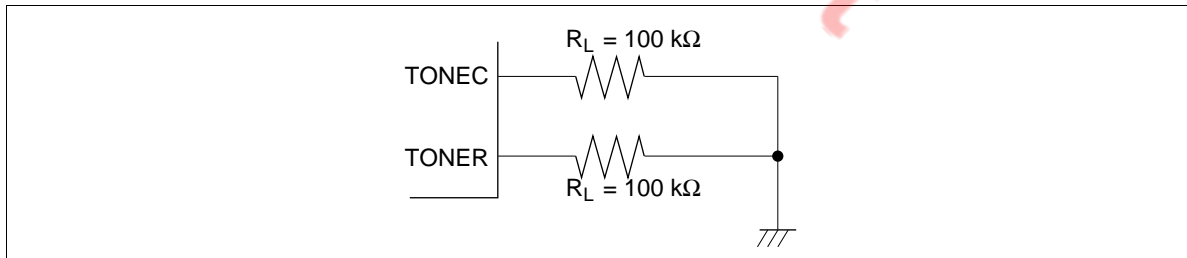 R_L = 100 kΩ
TONEC
TONER
R_L = 100 kΩ